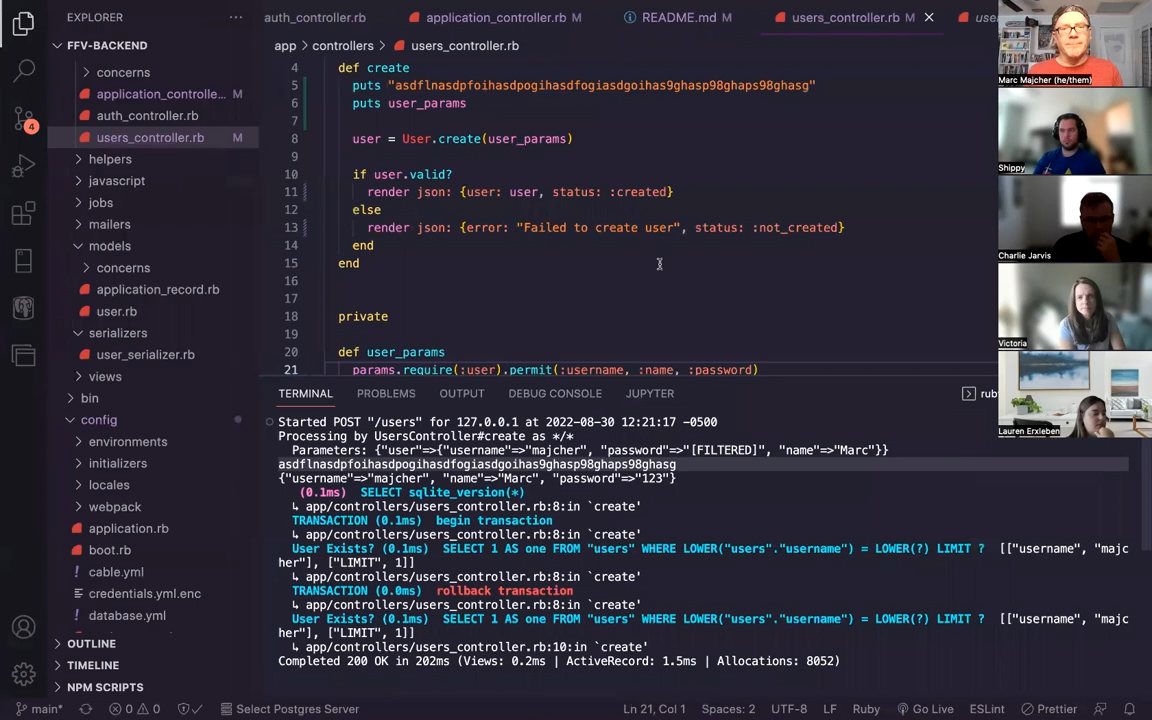 EXPLORER
FFV-BACKEND
concerns
application_controlle... M
auth_controller.rb
users_controller.rb M
helpers
javascript
jobs
mailers
models
concerns
application_record.rb
user.rb
serializers
user_serializer.rb
views
bin
config
environments
initializers
locales
webpack
application.rb
boot.rb
cable.yml
credentials.yml.enc
database.yml
OUTLINE
TIMELINE
NPM SCRIPTS
4
auth_controller.rb application_controller.rb M README.md M users_controller.rb M
app > controllers > users_controller.rb
4 def create
5 puts "asdflnasdpfoihasdpogihasdfogiasdgoihas9ghasp98ghaps98ghasg"
6 puts user_params
7
8 user = User.create(user_params)
9
10 if user.valid?
11 render json: {user: user, status: :created}
12 else
13 render json: {error: "Failed to create user", status: :not_created}
14 end
15 end
16
17
18 private
19
20 def user_params
21 params.require(:user).permit(:username, :name, :password)
TERMINAL PROBLEMS OUTPUT DEBUG CONSOLE JUPYTER
Started POST "/users" for 127.0.0.1 at 2022-08-30 12:21:17 -0500
Processing by UsersController#create as */*
Parameters: {"user"=>{"username"=>"majcher", "password"=>"[FILTERED]", "name"=>"Marc"}}
asdflnasdpfoihasdpogihasdfogiasdgoihas9ghasp98ghaps98ghasg
{"username"=>"majcher", "name"=>"Marc", "password"=>"123"}
(0.1ms) SELECT sqlite_version(*)
↳ app/controllers/users_controller.rb:8:in `create'
TRANSACTION (0.1ms) begin transaction
↳ app/controllers/users_controller.rb:8:in `create'
User Exists? (0.1ms) SELECT 1 AS one FROM "users" WHERE LOWER("users"."username") = LOWER(?) LIMIT ? [["username", "majc
her"], ["LIMIT", 1]]
↳ app/controllers/users_controller.rb:8:in `create'
TRANSACTION (0.0ms) rollback transaction
↳ app/controllers/users_controller.rb:8:in `create'
User Exists? (0.1ms) SELECT 1 AS one FROM "users" WHERE LOWER("users"."username") = LOWER(?) LIMIT ? [["username", "majc
her"], ["LIMIT", 1]]
↳ app/controllers/users_controller.rb:10:in `create'
Completed 200 OK in 202ms (Views: 0.2ms | ActiveRecord: 1.5ms | Allocations: 8052)
Marc Majcher (he/them)
Shippy
Charlie Jarvis
Victoria
Lauren Erxleben
main* 0 0 Select Postgres Server Ln 21, Col 1 Spaces: 2 UTF-8 LF Ruby Go Live ESLint Prettier